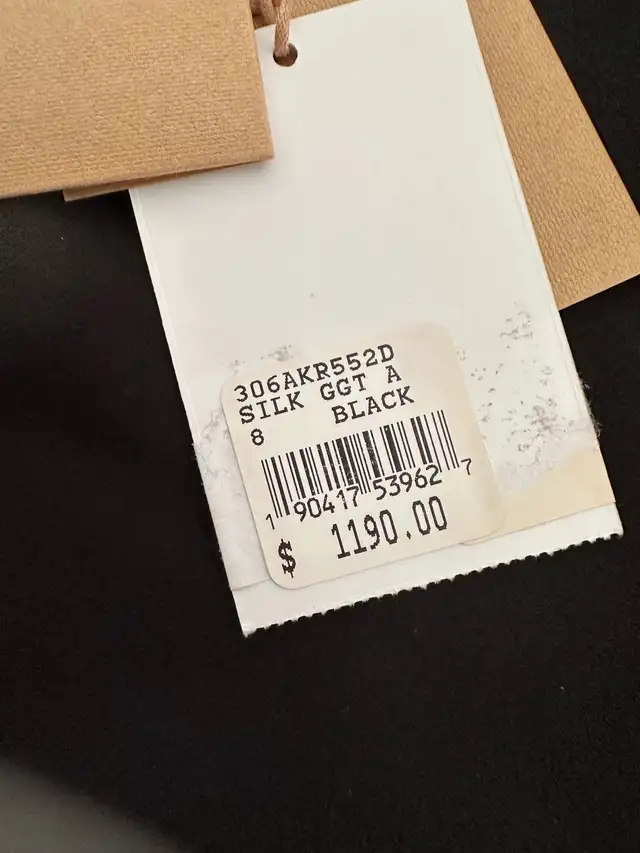 306AKR552D
SILK GGT A
8 BLACK
1 90417 53962 7
$ 1190.00